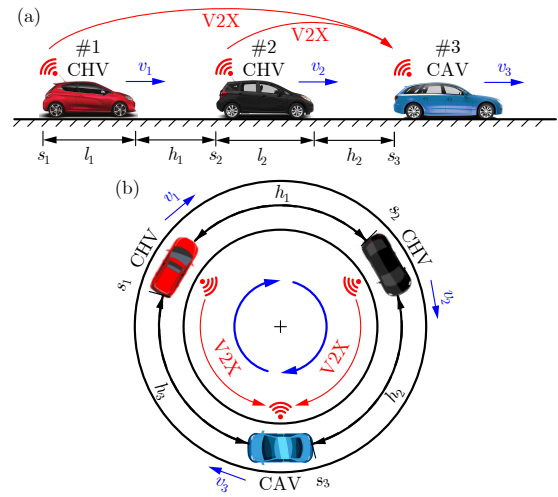 (a)
V2X
V2X
#1
CHV
v1
#2
CHV
v2
#3
CAV
v3
s1 l1 h1 s2 l2 h2 s3
(b)
v1
h1
s2
CHV
CHV
s1
v2
V2X
V2X
h3
h2
v3
CAV
s3